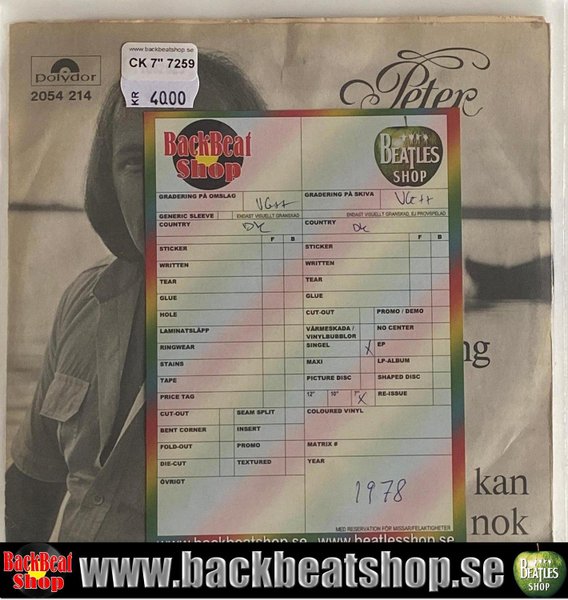 polydor
2054 214
www.backbeatshop.se
CK 7" 7259
KR 40.00
Peter
BackBeat
Shop
BEATLES
SHOP
GRADERING PÅ OMSLAG VG++
GRADERING PÅ SKIVA VG++
GENERIC SLEEVE ENDAST VISUELLT GRANSKAD
ENDAST VISUELLT GRANSKAD, EJ PROVSPELAD
COUNTRY DK
COUNTRY DK
F B
F B
STICKER
STICKER
WRITTEN
WRITTEN
TEAR
TEAR
GLUE
GLUE
HOLE
CUT-OUT PROMO / DEMO
LAMINATSLÄPP
VÄRMESKADA / NO CENTER
VINYLBUBBLOR
RINGWEAR
SINGEL X EP
STAINS
MAXI LP-ALBUM
TAPE
PICTURE DISC SHAPED DISC
PRICE TAG
12" 10" 7" X RE-ISSUE
CUT-OUT SEAM SPLIT
COLOURED VINYL
BENT CORNER INSERT
FOLD-OUT PROMO
MATRIX #
DIE-CUT TEXTURED
YEAR
ÖVRIGT
1978
MED RESERVATION FÖR MISSAR/FELAKTIGHETER
www.backbeatshop.se www.beatlesshop.se
ng
kan
nok
BackBeat
Shop
www.backbeatshop.se
BEATLES
SHOP